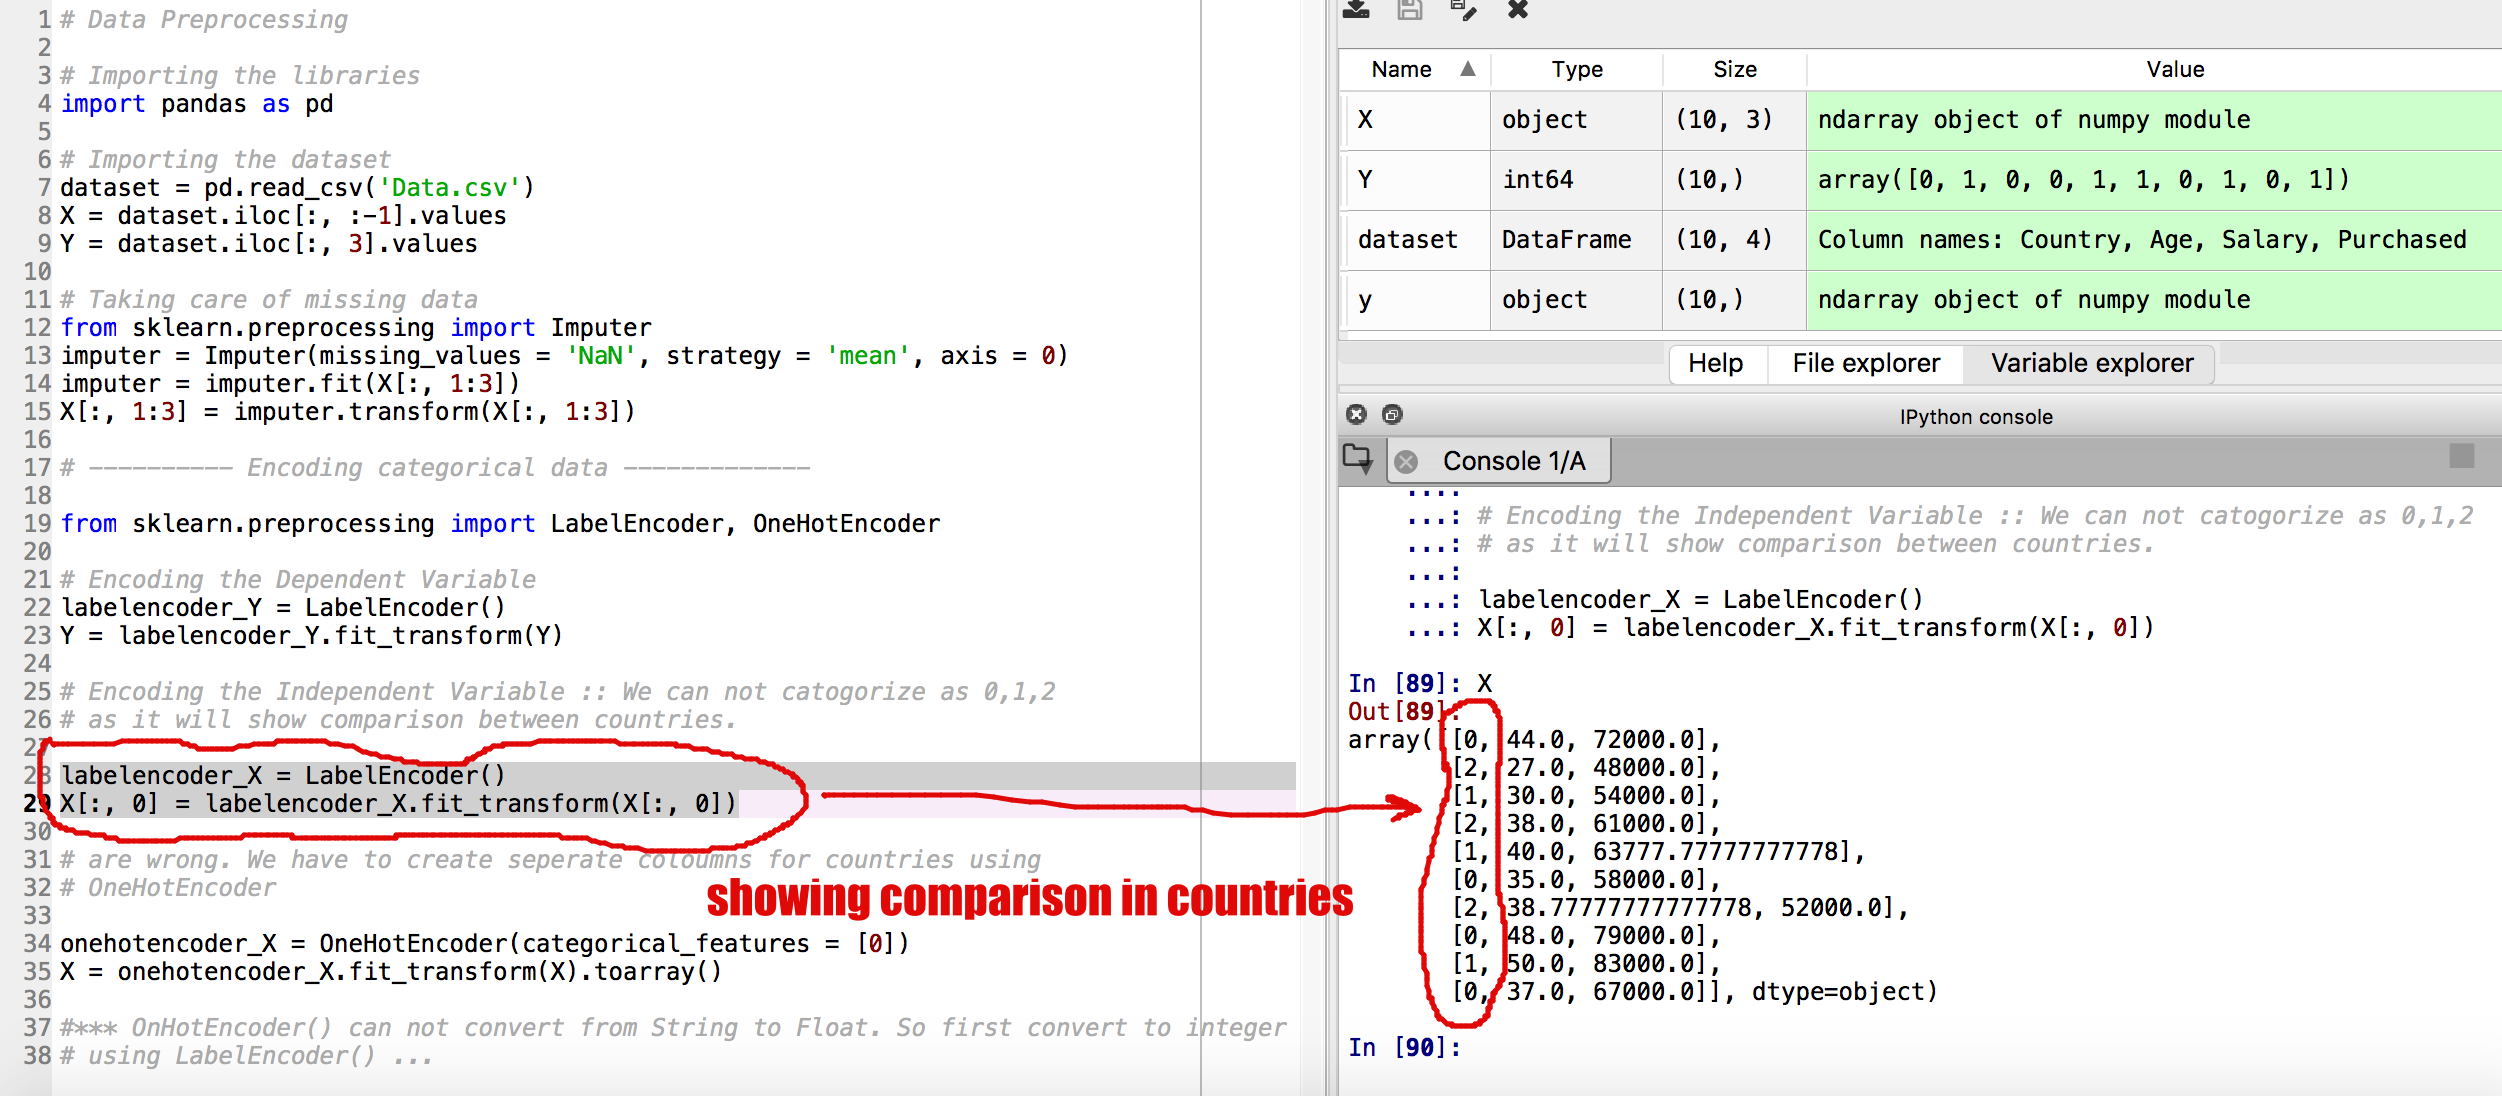 1 # Data Preprocessing
2
3 # Importing the libraries
4 import pandas as pd
5
6 # Importing the dataset
7 dataset = pd.read_csv('Data.csv')
8 X = dataset.iloc[:, :-1].values
9 Y = dataset.iloc[:, 3].values
10
11 # Taking care of missing data
12 from sklearn.preprocessing import Imputer
13 imputer = Imputer(missing_values = 'NaN', strategy = 'mean', axis = 0)
14 imputer = imputer.fit(X[:, 1:3])
15 X[:, 1:3] = imputer.transform(X[:, 1:3])
16
17 # ---------- Encoding categorical data -------------
18
19 from sklearn.preprocessing import LabelEncoder, OneHotEncoder
20
21 # Encoding the Dependent Variable
22 labelencoder_Y = LabelEncoder()
23 Y = labelencoder_Y.fit_transform(Y)
24
25 # Encoding the Independent Variable :: We can not catogorize as 0,1,2
26 # as it will show comparison between countries.
27
28 labelencoder_X = LabelEncoder()
29 X[:, 0] = labelencoder_X.fit_transform(X[:, 0])
30
31 # are wrong. We have to create seperate coloumns for countries using
32 # OneHotEncoder
33
34 onehotencoder_X = OneHotEncoder(categorical_features = [0])
35 X = onehotencoder_X.fit_transform(X).toarray()
36
37 #*** OnHotEncoder() can not convert from String to Float. So first convert to integer
38 # using LabelEncoder() ...
showing comparison in countries
Name ▲ Type Size Value
X object (10, 3) ndarray object of numpy module
Y int64 (10,) array([0, 1, 0, 0, 1, 1, 0, 1, 0, 1])
dataset DataFrame (10, 4) Column names: Country, Age, Salary, Purchased
y object (10,) ndarray object of numpy module
Help File explorer Variable explorer
IPython console
Console 1/A
....
...: # Encoding the Independent Variable :: We can not catogorize as 0,1,2
...: # as it will show comparison between countries.
...:
...: labelencoder_X = LabelEncoder()
...: X[:, 0] = labelencoder_X.fit_transform(X[:, 0])
In [89]: X
Out[89]:
array([[0, 44.0, 72000.0],
[2, 27.0, 48000.0],
[1, 30.0, 54000.0],
[2, 38.0, 61000.0],
[1, 40.0, 63777.77777777778],
[0, 35.0, 58000.0],
[2, 38.77777777777778, 52000.0],
[0, 48.0, 79000.0],
[1, 50.0, 83000.0],
[0, 37.0, 67000.0]], dtype=object)
In [90]: